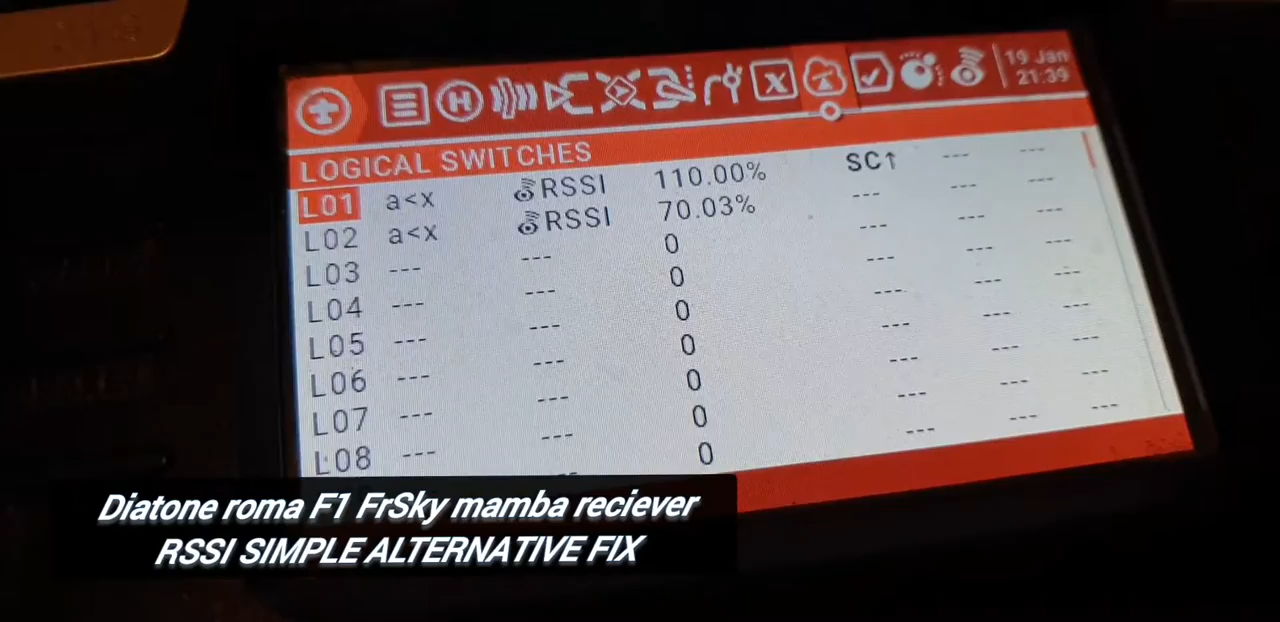 19 Jan
21:39
LOGICAL SWITCHES
L01 a<x RSSI 110.00% SC↑ --- ---
L02 a<x RSSI 70.03% --- --- ---
L03 --- --- 0 --- --- ---
L04 --- --- 0 --- --- ---
L05 --- --- 0 --- --- ---
L06 --- --- 0 --- --- ---
L07 --- --- 0 --- --- ---
L08 --- --- 0 --- --- ---
Diatone roma F1 FrSky mamba reciever
RSSI SIMPLE ALTERNATIVE FIX